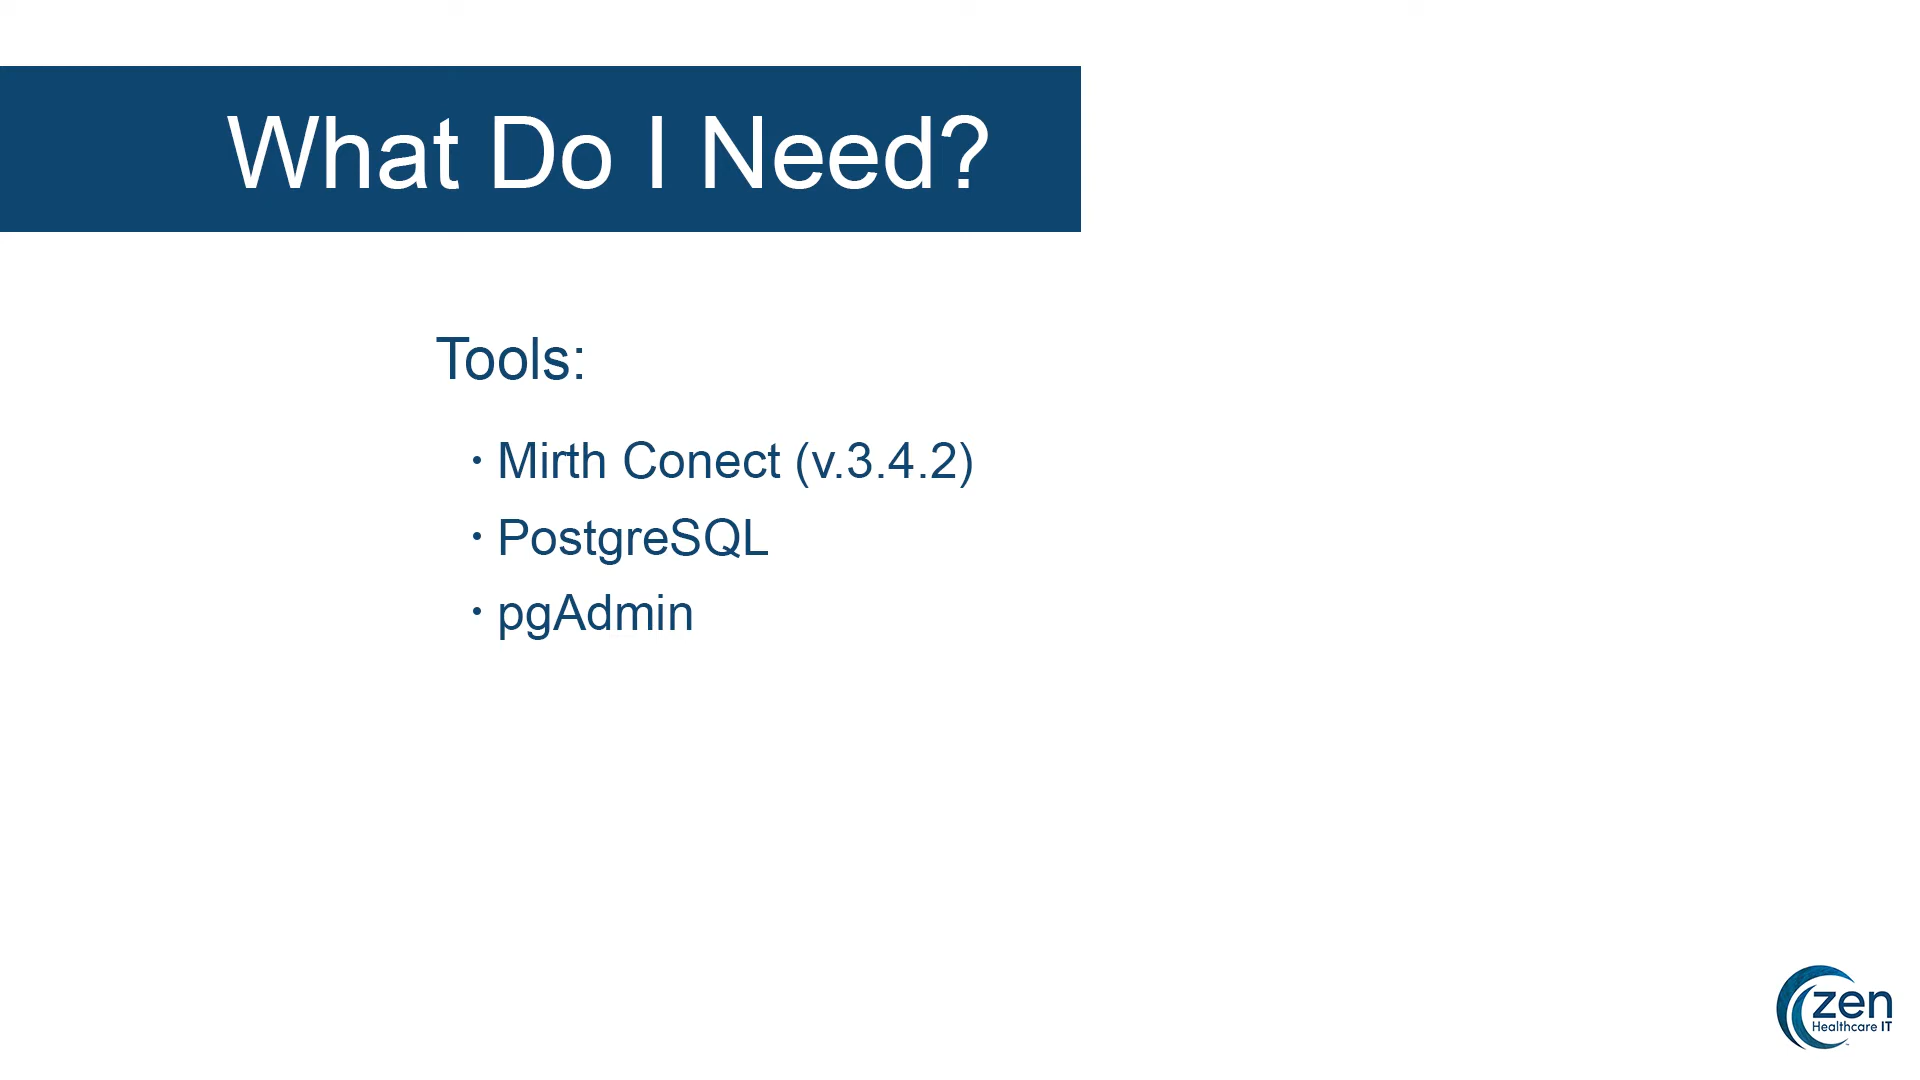 What Do I Need?
Tools:
· Mirth Conect (v.3.4.2)
· PostgreSQL
· pgAdmin
zen
Healthcare IT